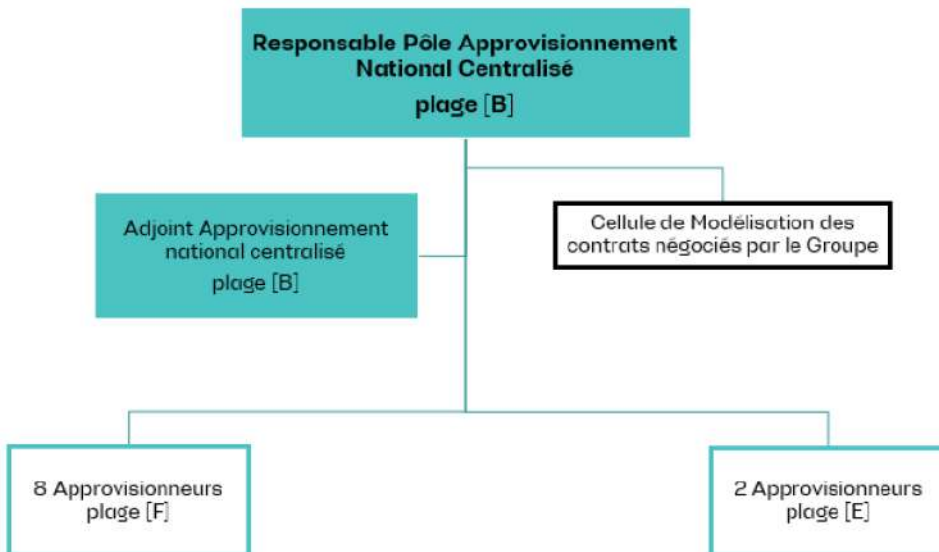 Responsable Pôle Approvisionnement
National Centralisé
plage [B]
Adjoint Approvisionnement
national centralisé
plage [B]
Cellule de Modélisation des
contrats négociés par le Groupe
8 Approvisionneurs
plage [F]
2 Approvisionneurs
plage [E]